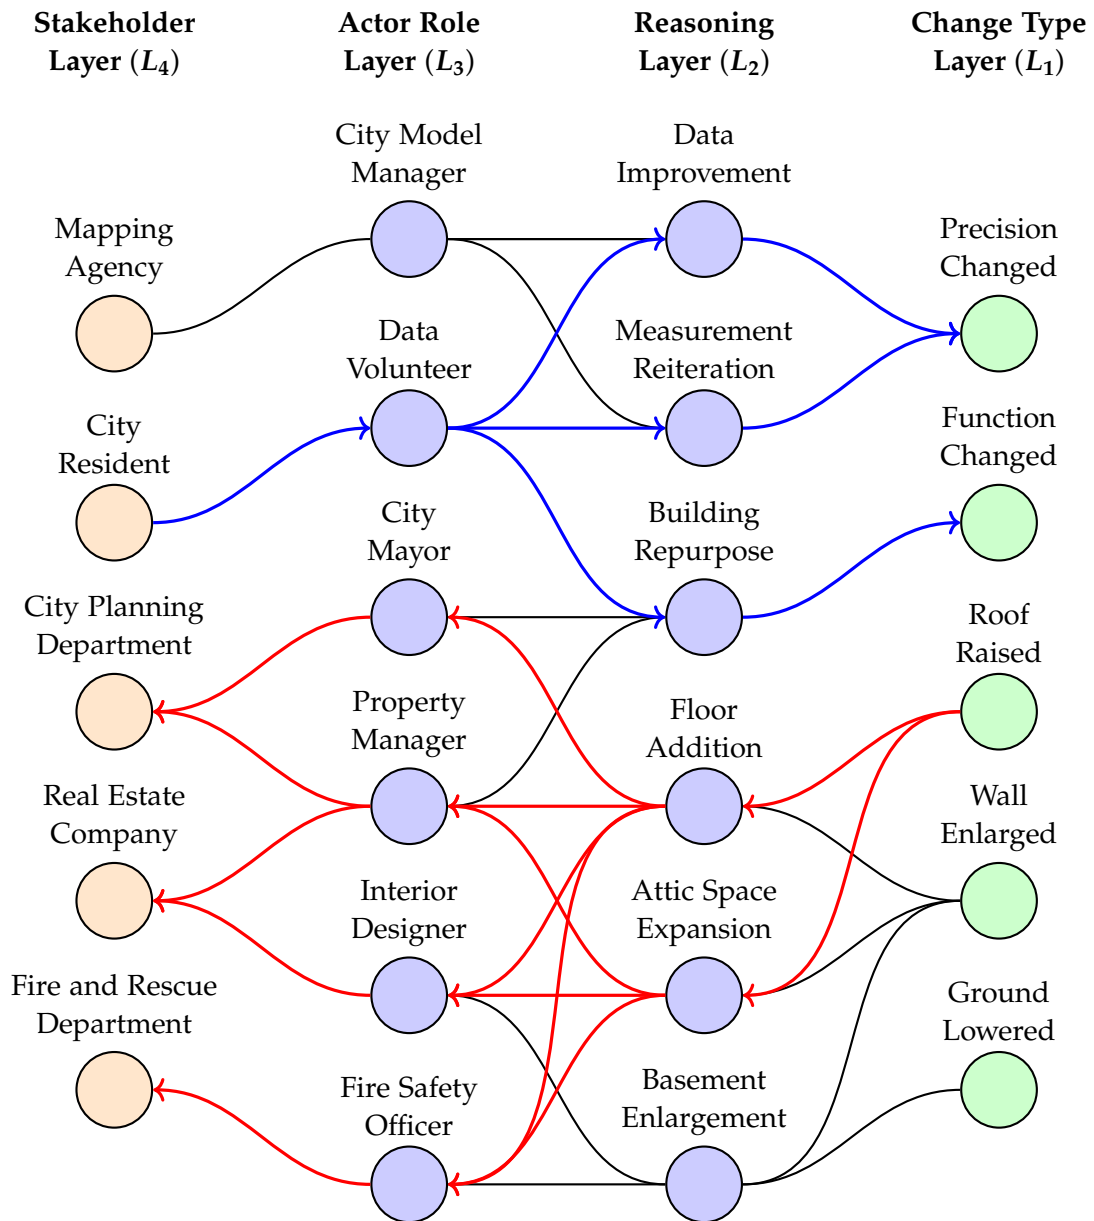 Stakeholder
Layer (L4)
Actor Role
Layer (L3)
Reasoning
Layer (L2)
Change Type
Layer (L1)
City Model
Manager
Data
Improvement
Mapping
Agency
Precision
Changed
Data
Volunteer
Measurement
Reiteration
City
Resident
Function
Changed
City
Mayor
Building
Repurpose
City Planning
Department
Roof
Raised
Property
Manager
Floor
Addition
Real Estate
Company
Wall
Enlarged
Interior
Designer
Attic Space
Expansion
Fire and Rescue
Department
Ground
Lowered
Fire Safety
Officer
Basement
Enlargement